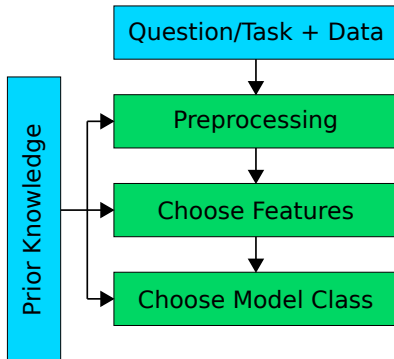 Question/Task + Data
Preprocessing
Prior Knowledge
Choose Features
Choose Model Class